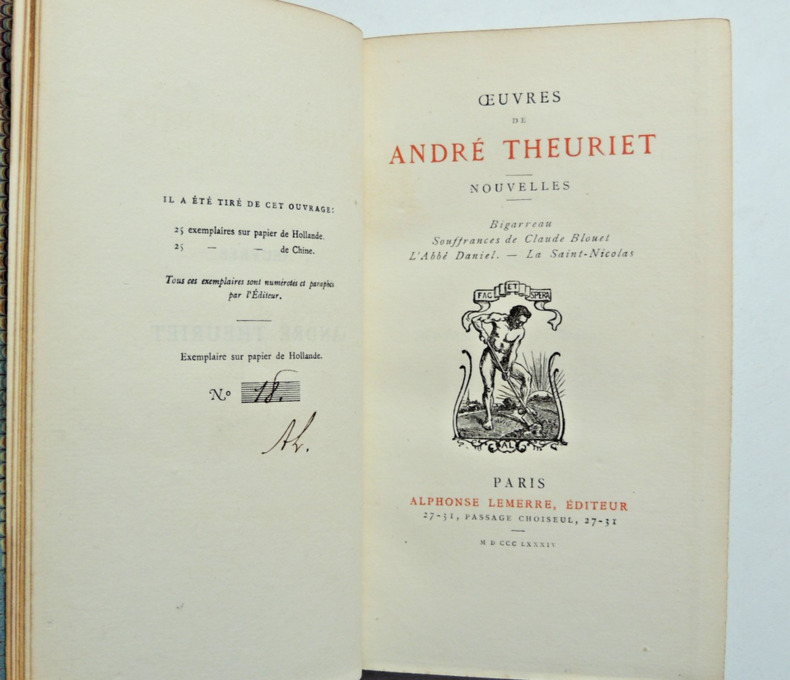 IL A ÉTÉ TIRÉ DE CET OUVRAGE:
25 exemplaires sur papier de Hollande.
25 — — de Chine.
Tous ces exemplaires sont numérotés et paraphés
par l'Éditeur.
Exemplaire sur papier de Hollande.
N° 18.
AL.
ŒUVRES
DE
ANDRÉ THEURIET
NOUVELLES
Bigarreau
Souffrances de Claude Blouet
L'Abbé Daniel. — La Saint-Nicolas
FAC ET SPERA
AL
PARIS
ALPHONSE LEMERRE, ÉDITEUR
27-31, PASSAGE CHOISEUL, 27-31
M D CCC LXXXIV